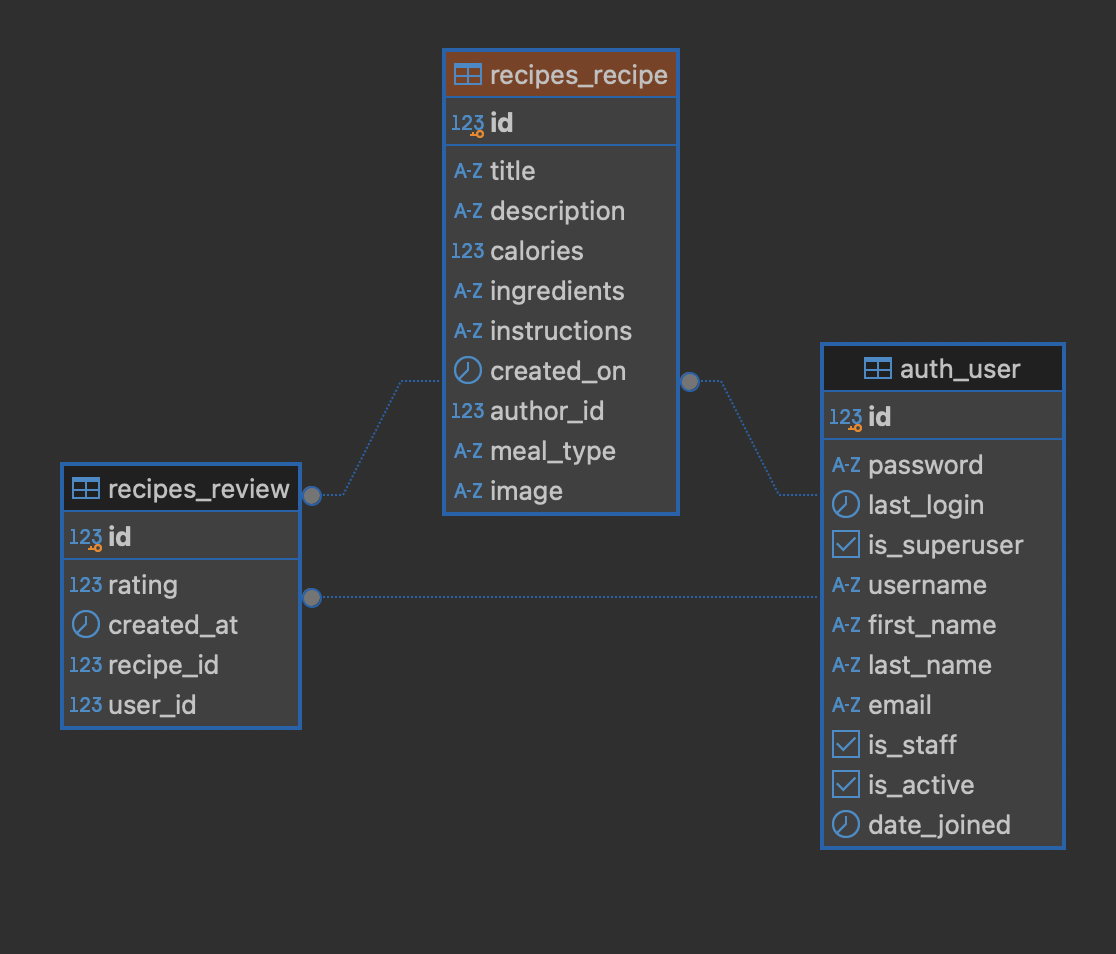 recipes_recipe
123 id
A-Z title
A-Z description
123 calories
A-Z ingredients
A-Z instructions
created_on
123 author_id
A-Z meal_type
A-Z image
recipes_review
123 id
123 rating
created_at
123 recipe_id
123 user_id
auth_user
123 id
A-Z password
last_login
is_superuser
A-Z username
A-Z first_name
A-Z last_name
A-Z email
is_staff
is_active
date_joined